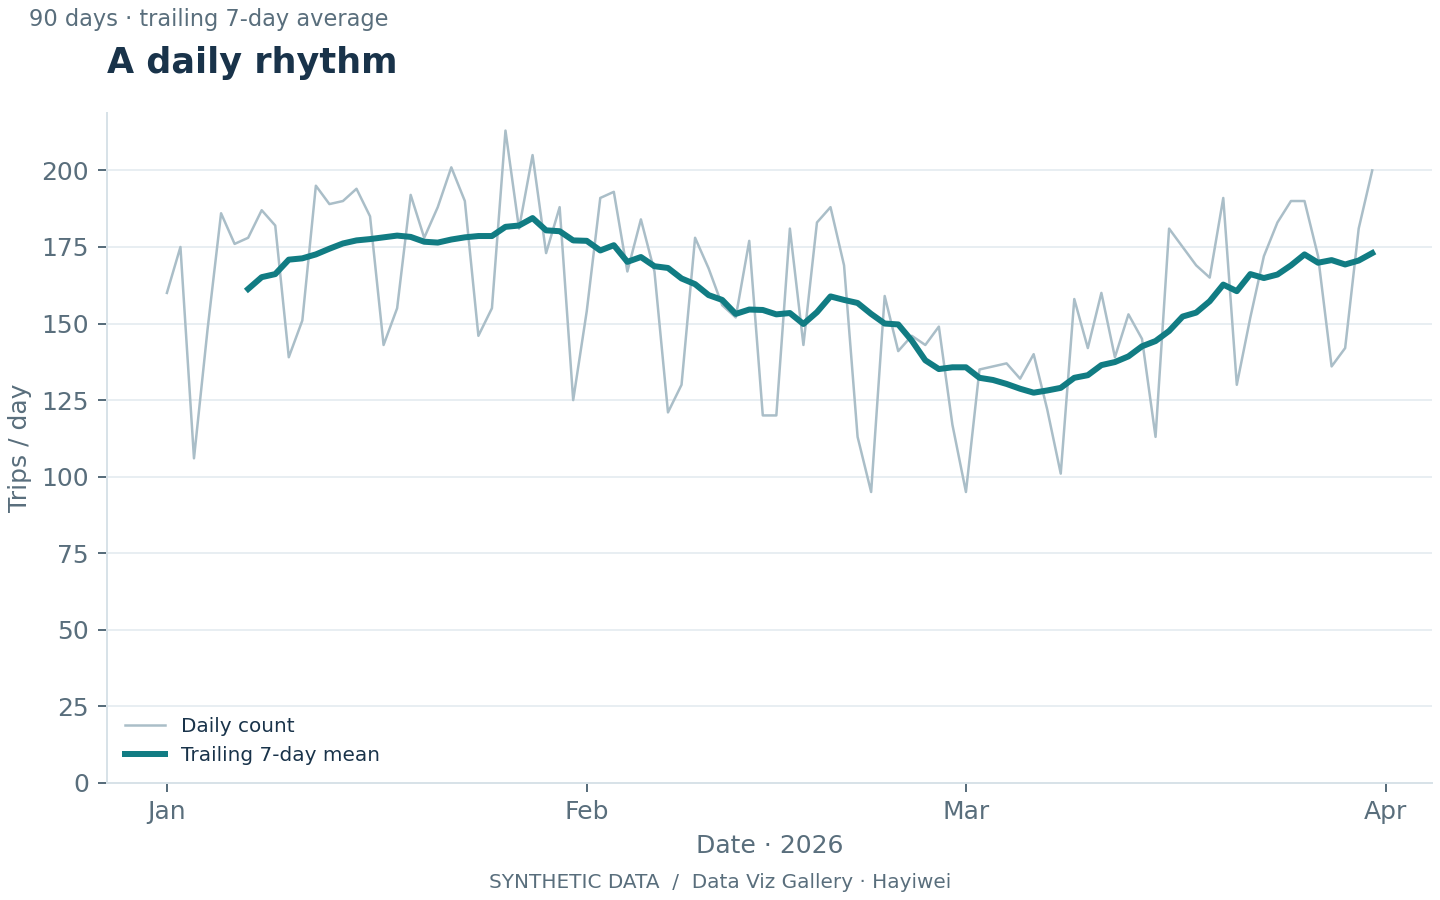 90 days · trailing 7-day average
A daily rhythm
Trips / day
200
175
150
125
100
75
50
25
0
Daily count
Trailing 7-day mean
Jan
Feb
Mar
Apr
Date · 2026
SYNTHETIC DATA / Data Viz Gallery · Hayiwei